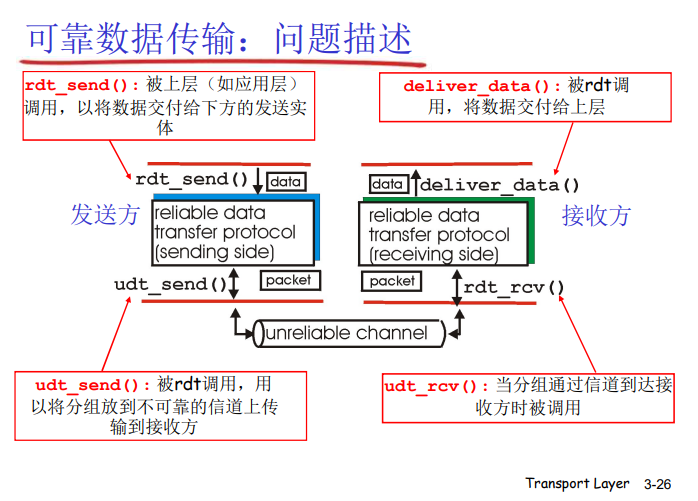 可靠数据传输：问题描述
rdt_send()：被上层（如应用层）
调用，以将数据交付给下方的发送实
体
deliver_data()：被rdt调
用，将数据交付给上层
rdt_send()
data
data
deliver_data()
发送方
reliable data
transfer protocol
(sending side)
reliable data
transfer protocol
(receiving side)
接收方
udt_send()
packet
packet
rdt_rcv()
unreliable channel
udt_send()：被rdt调用，用
以将分组放到不可靠的信道上传
输到接收方
udt_rcv()：当分组通过信道到达接
收方时被调用
Transport Layer 3-26